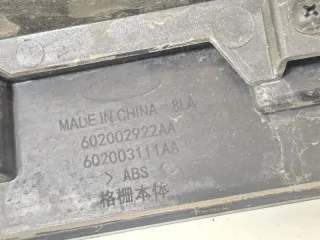 MADE IN CHINA 8LA
602002922AA
602003111AA
> ABS <
格栅本体